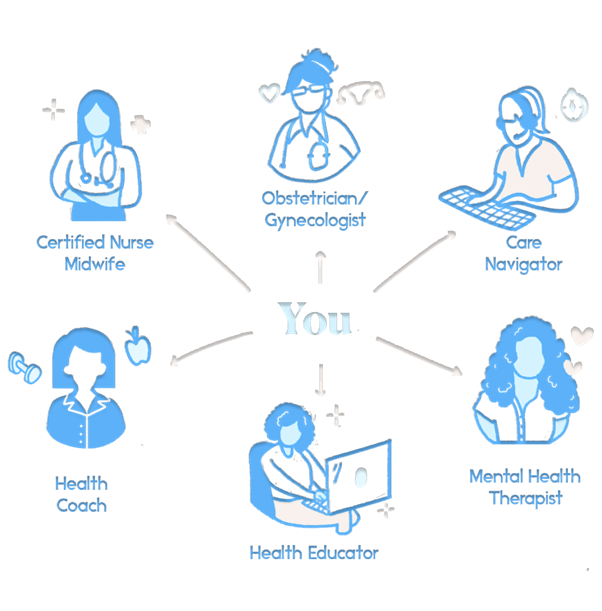 Obstetrician/
Gynecologist
Certified Nurse
Midwife
Care
Navigator
You
Health
Coach
Mental Health
Therapist
Health Educator